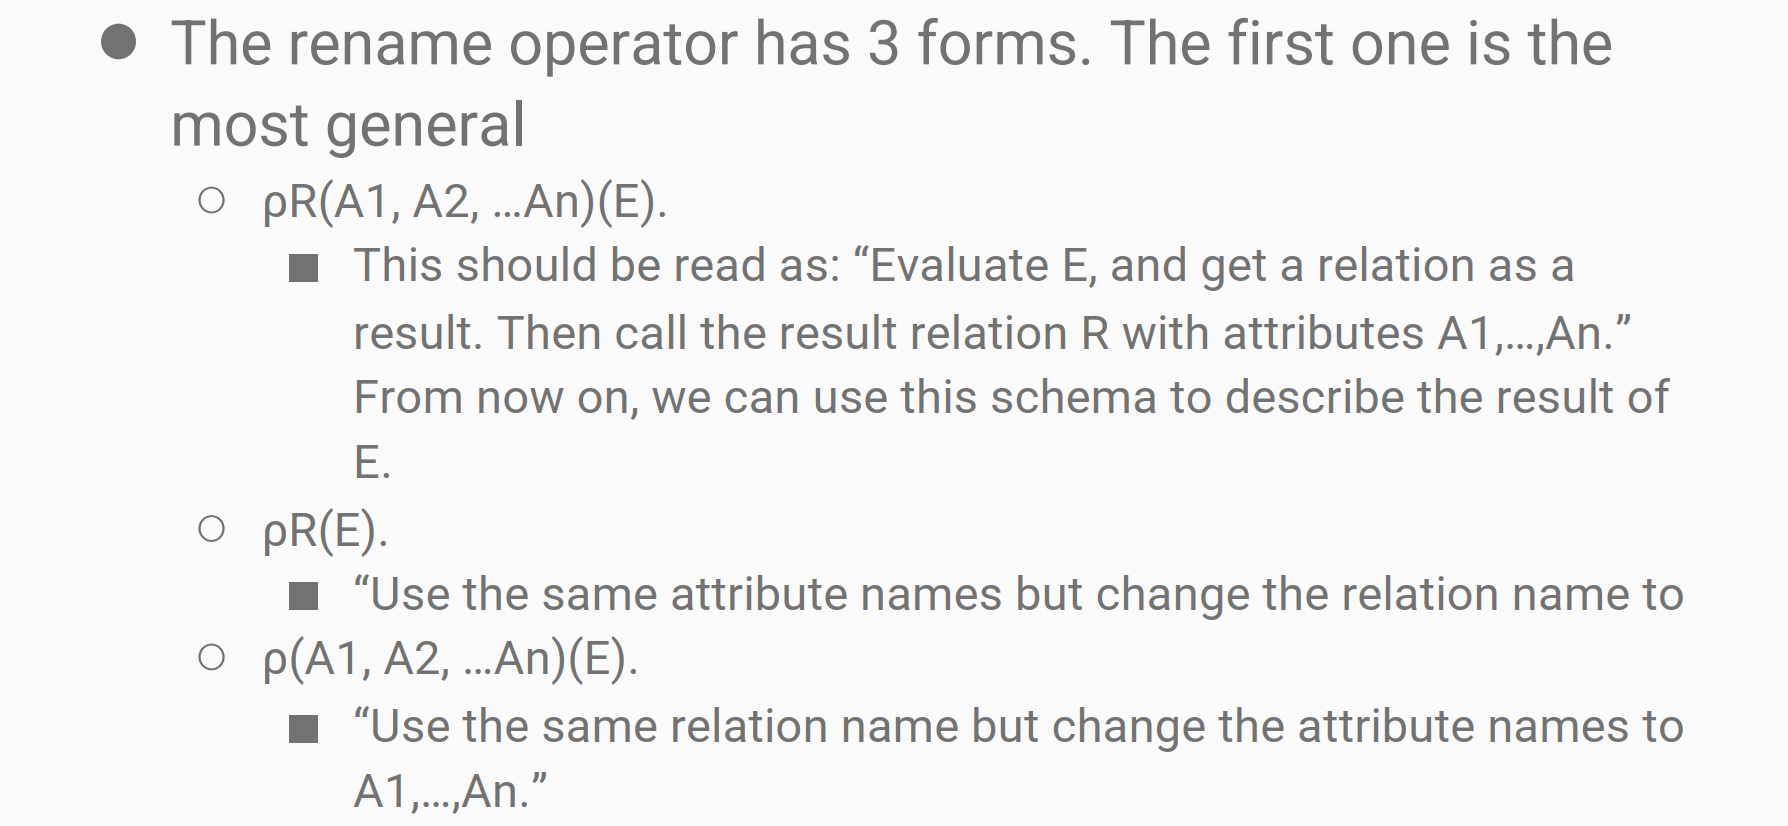 ● The rename operator has 3 forms. The first one is the
most general
○ ρR(A1, A2, …An)(E).
■ This should be read as: “Evaluate E, and get a relation as a
result. Then call the result relation R with attributes A1,…,An.”
From now on, we can use this schema to describe the result of
E.
○ ρR(E).
■ “Use the same attribute names but change the relation name to
○ ρ(A1, A2, …An)(E).
■ “Use the same relation name but change the attribute names to
A1,…,An.”